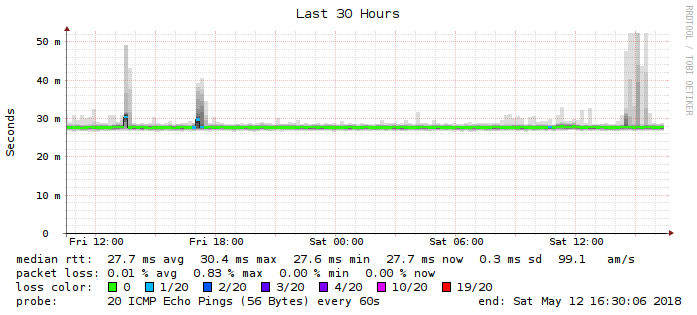 Last 30 Hours
RRDTOOL / TOBI OETIKER
Seconds
50 m
40 m
30 m
20 m
10 m
0
Fri 12:00 Fri 18:00 Sat 00:00 Sat 06:00 Sat 12:00
median rtt: 27.7 ms avg 30.4 ms max 27.6 ms min 27.7 ms now 0.3 ms sd 99.1 am/s
packet loss: 0.01 % avg 0.83 % max 0.00 % min 0.00 % now
loss color: 0 1/20 2/20 3/20 4/20 10/20 19/20
probe: 20 ICMP Echo Pings (56 Bytes) every 60s end: Sat May 12 16:30:06 2018